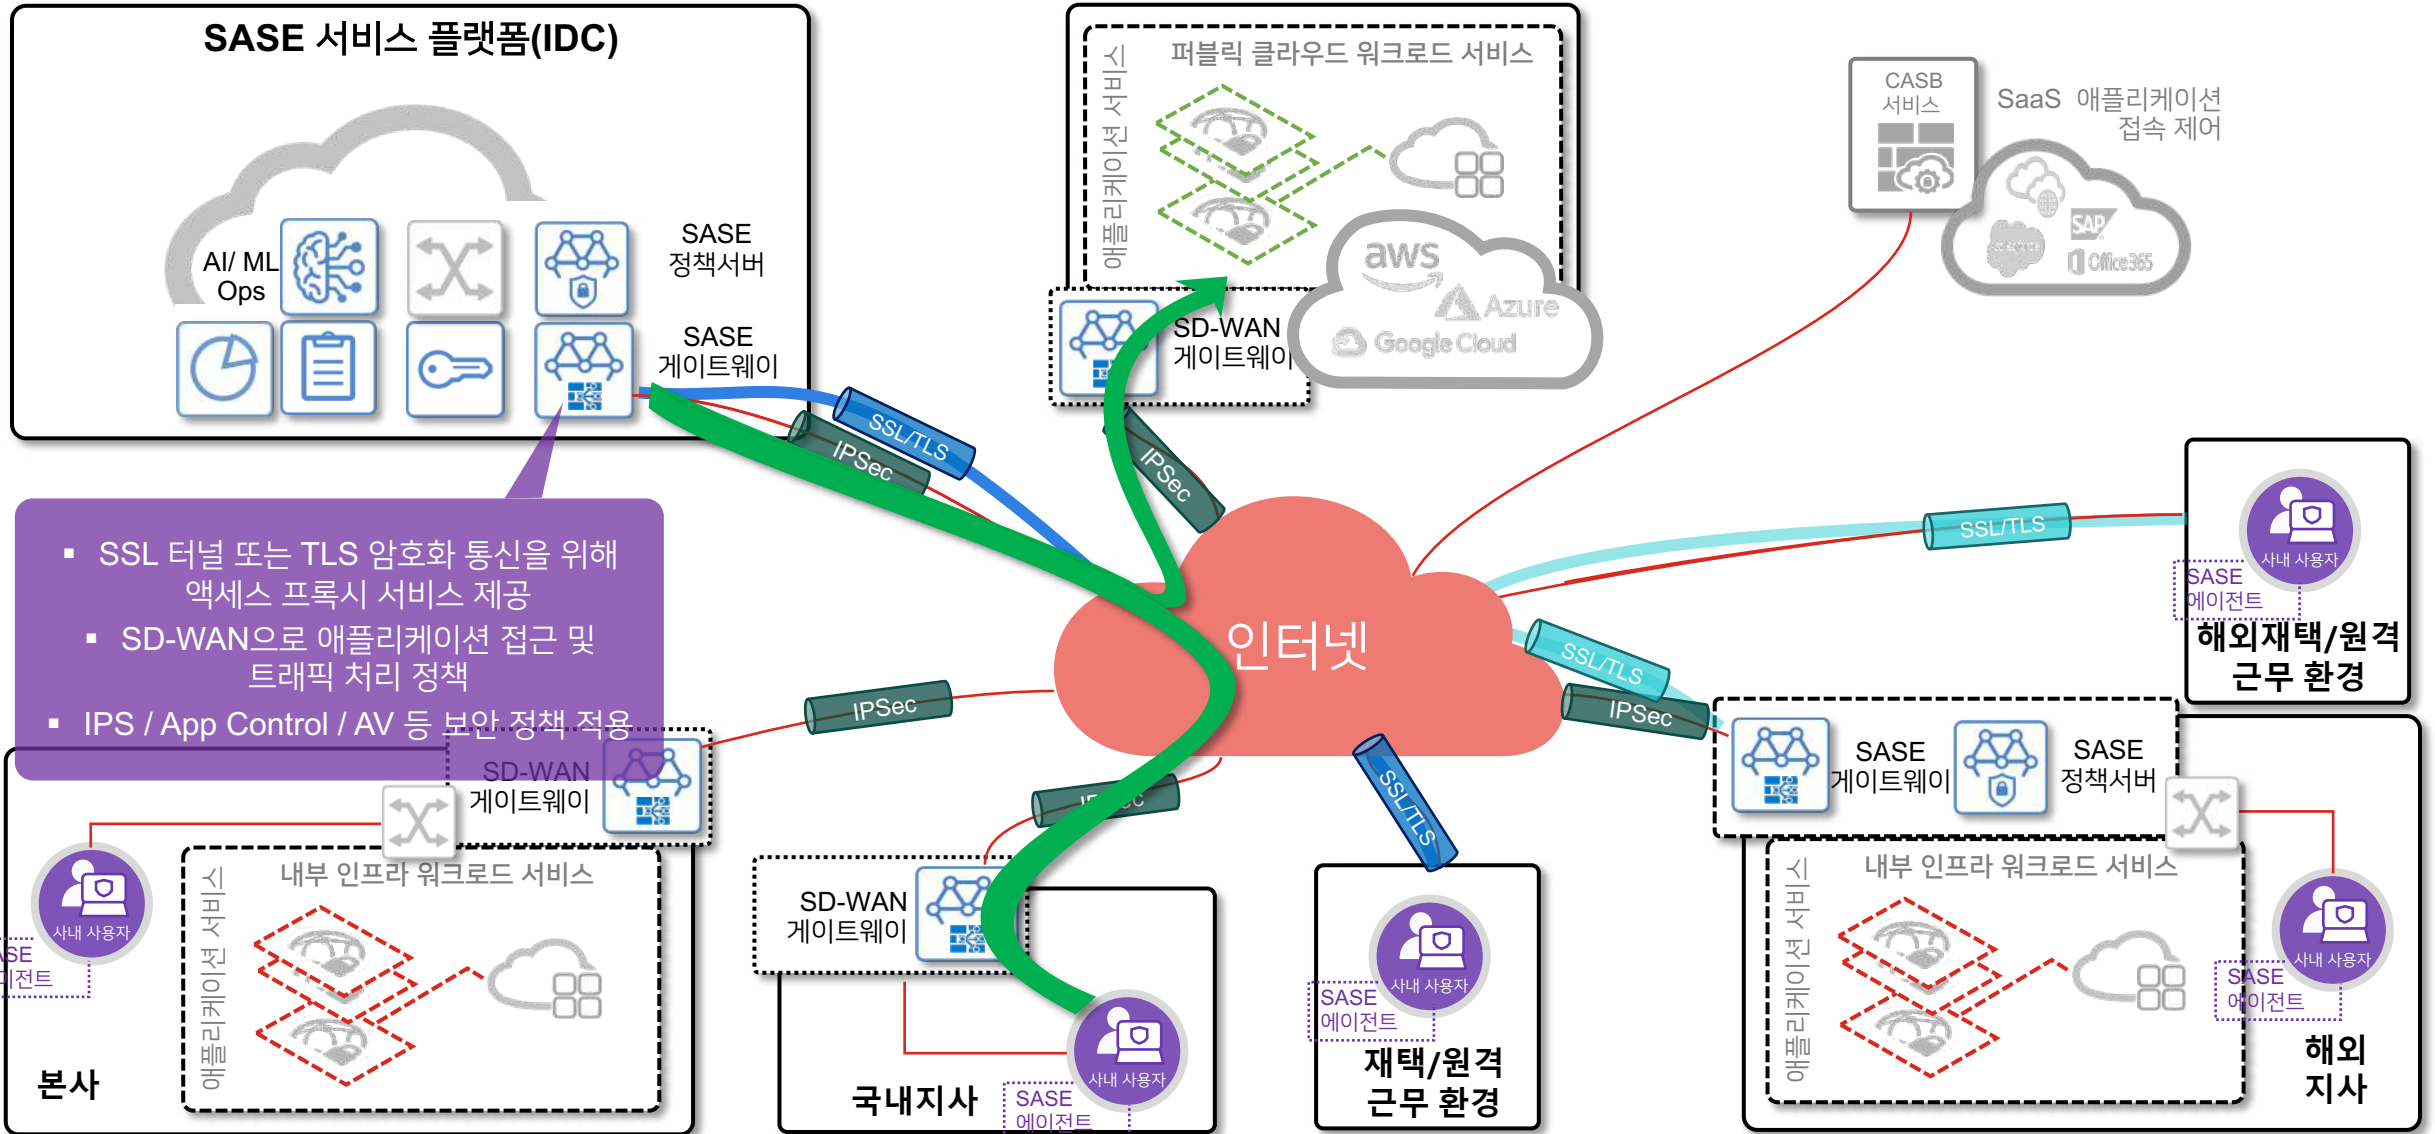 SASE 서비스 플랫폼(IDC)
AI/ ML
Ops
SASE
정책서버
SASE
게이트웨이
SSL/TLS
IPSec
▪ SSL 터널 또는 TLS 암호화 통신을 위해
액세스 프록시 서비스 제공
▪ SD-WAN으로 애플리케이션 접근 및
트래픽 처리 정책
▪ IPS / App Control / AV 등 보안 정책 적용
퍼블릭 클라우드 워크로드 서비스
애플리케이션 서비스
aws
Azure
Google Cloud
SD-WAN
게이트웨이
IPSec
CASB
서비스
SaaS 애플리케이션
접속 제어
salesforce
SAP
Office 365
인터넷
SSL/TLS
사내 사용자
SASE
에이전트
해외재택/원격
근무 환경
SSL/TLS
IPSec
SASE
게이트웨이
SASE
정책서버
내부 인프라 워크로드 서비스
애플리케이션 서비스
사내 사용자
SASE
에이전트
해외
지사
IPSec
SD-WAN
게이트웨이
내부 인프라 워크로드 서비스
애플리케이션 서비스
사내 사용자
본사
SD-WAN
게이트웨이
사내 사용자
SASE
에이전트
국내지사
SSL/TLS
사내 사용자
SASE
에이전트
재택/원격
근무 환경